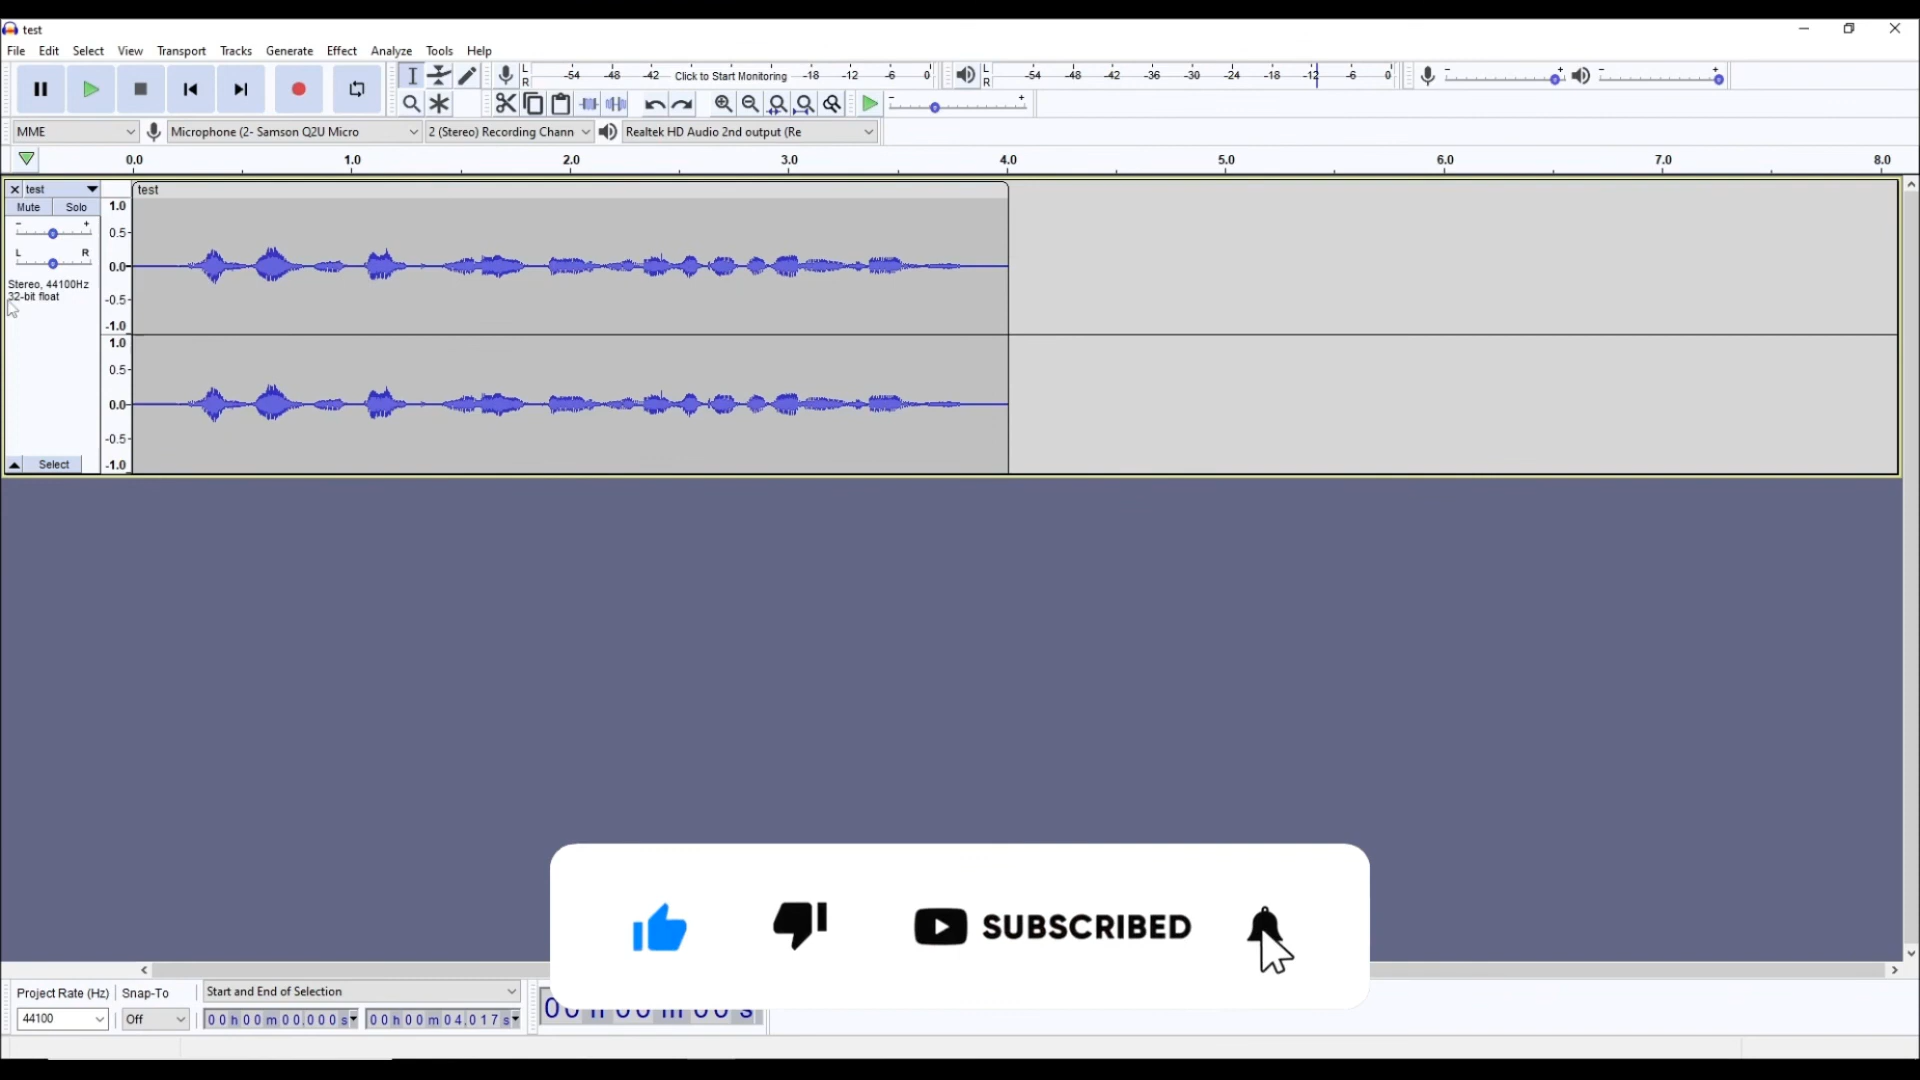 test
File Edit Select View Transport Tracks Generate Effect Analyze Tools Help
L R -54 -48 -42 Click to Start Monitoring -18 -12 -6 0 L R -54 -48 -42 -36 -30 -24 -18 -12 -6 0 - + - +
- +
MME Microphone (2- Samson Q2U Micro 2 (Stereo) Recording Chann Realtek HD Audio 2nd output (Re
0.0 1.0 2.0 3.0 4.0 5.0 6.0 7.0 8.0
test test
Mute Solo 1.0
- + 0.5
L R 0.0
Stereo, 44100Hz
32-bit float -0.5
-1.0
1.0
0.5
0.0
-0.5
Select -1.0
SUBSCRIBED
Project Rate (Hz) Snap-To Start and End of Selection
44100 Off 00h00m00.000s 00h00m04.017s 00h00m00s